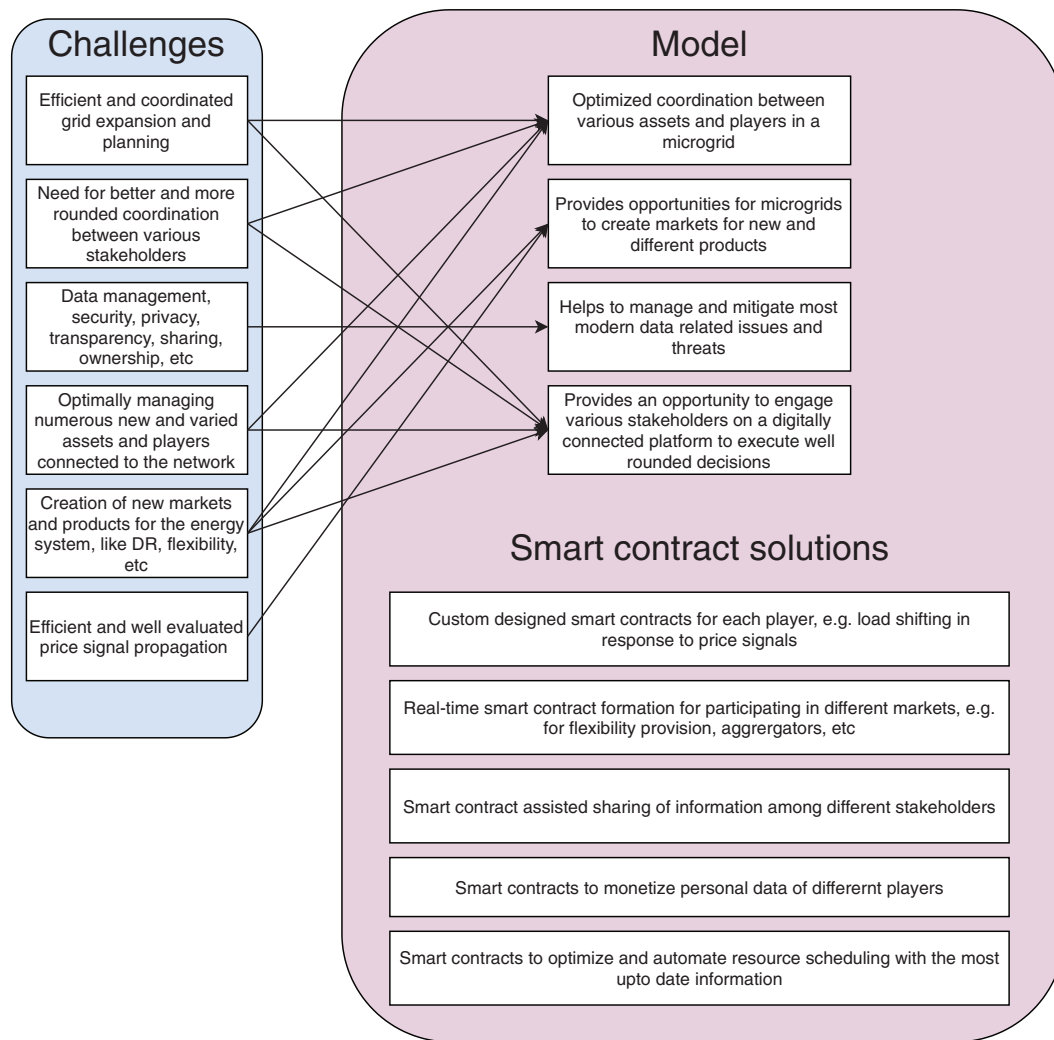 Challenges
Efficient and coordinated
grid expansion and
planning
Need for better and more
rounded coordination
between various
stakeholders
Data management,
security, privacy,
transparency, sharing,
ownership, etc
Optimally managing
numerous new and varied
assets and players
connected to the network
Creation of new markets
and products for the energy
system, like DR, flexibility,
etc
Efficient and well evaluated
price signal propagation
Model
Optimized coordination between
various assets and players in a
microgrid
Provides opportunities for microgrids
to create markets for new and
different products
Helps to manage and mitigate most
modern data related issues and
threats
Provides an opportunity to engage
various stakeholders on a digitally
connected platform to execute well
rounded decisions
Smart contract solutions
Custom designed smart contracts for each player, e.g. load shifting in
response to price signals
Real-time smart contract formation for participating in different markets, e.g.
for flexibility provision, aggrergators, etc
Smart contract assisted sharing of information among different stakeholders
Smart contracts to monetize personal data of differernt players
Smart contracts to optimize and automate resource scheduling with the most
upto date information